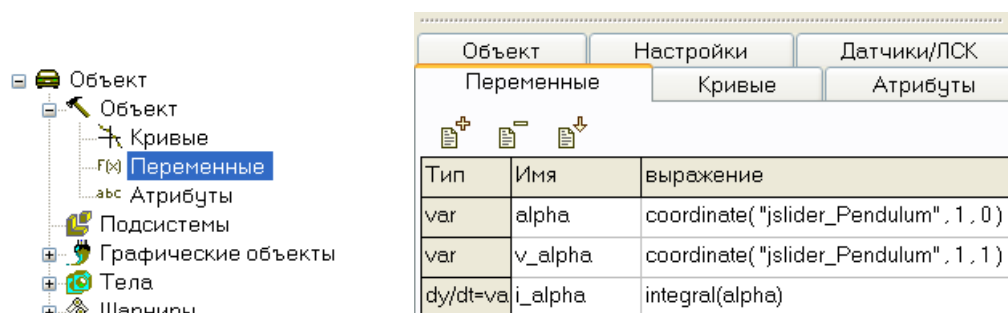 Объект
Объект
Кривые
F(x) Переменные
abc Атрибуты
Подсистемы
Графические объекты
Тела
Шарниры
Объект Настройки Датчики/ЛСК
Переменные Кривые Атрибуты
Тип Имя выражение
var alpha coordinate( "jslider_Pendulum" , 1 , 0 )
var v_alpha coordinate( "jslider_Pendulum" , 1 , 1 )
dy/dt=va i_alpha integral(alpha)